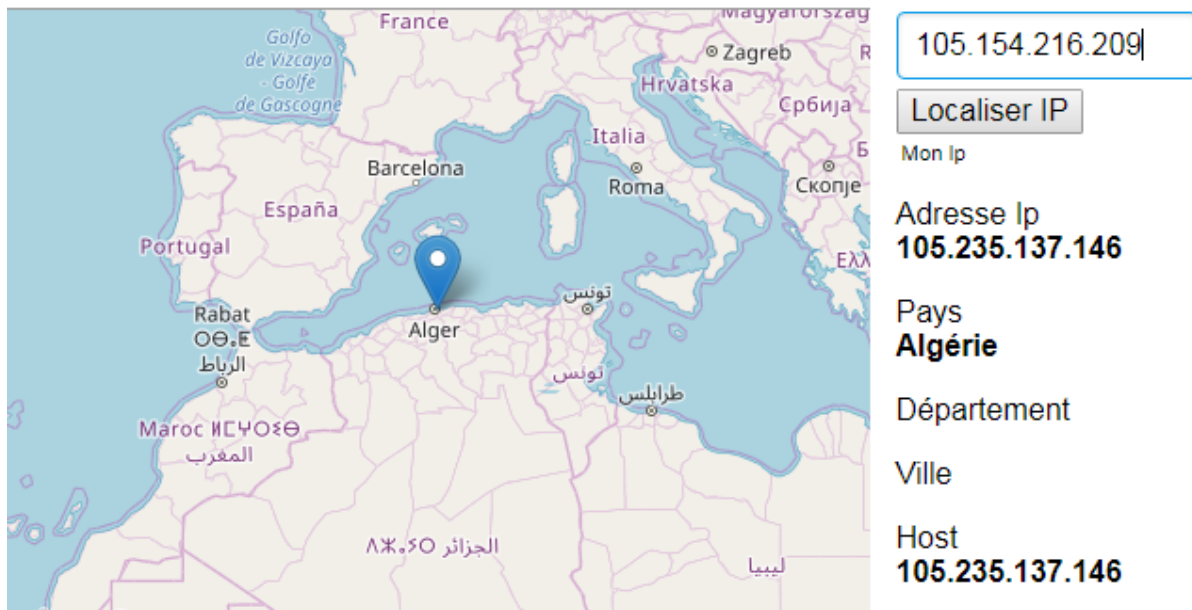 France
Magyarország
Golfo
de Vizcaya
- Golfe
de Gascogne
Zagreb
Hrvatska
Србија
Italia
Barcelona
Roma
Скопје
España
Portugal
Ελλ
تونس
Rabat
ⵔⴱⴰⵟ
الرباط
Alger
تونس
طرابلس
Maroc ⵍⵎⵖⵔⵉⴱ
المغرب
ⴷⵣⴰⵢⵔ الجزائر
ليبيا
105.154.216.209
Localiser IP
Mon Ip
Adresse Ip
105.235.137.146
Pays
Algérie
Département
Ville
Host
105.235.137.146